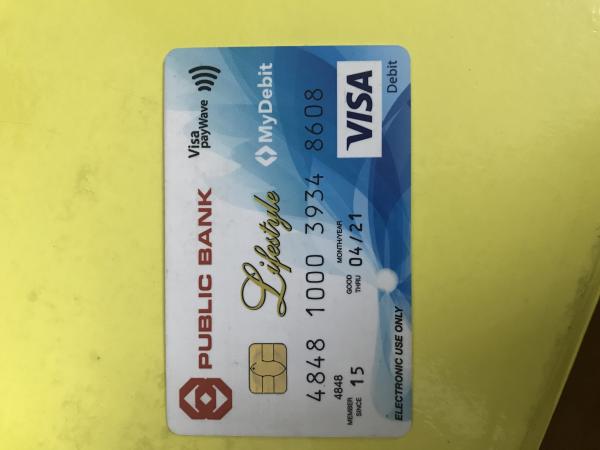 PUBLIC BANK
Visa
payWave
Lifestyle
MyDebit
4848 1000 3934 8608
4848
MEMBER
SINCE 15
GOOD
THRU
MONTH/YEAR
04/21
VISA
Debit
ELECTRONIC USE ONLY